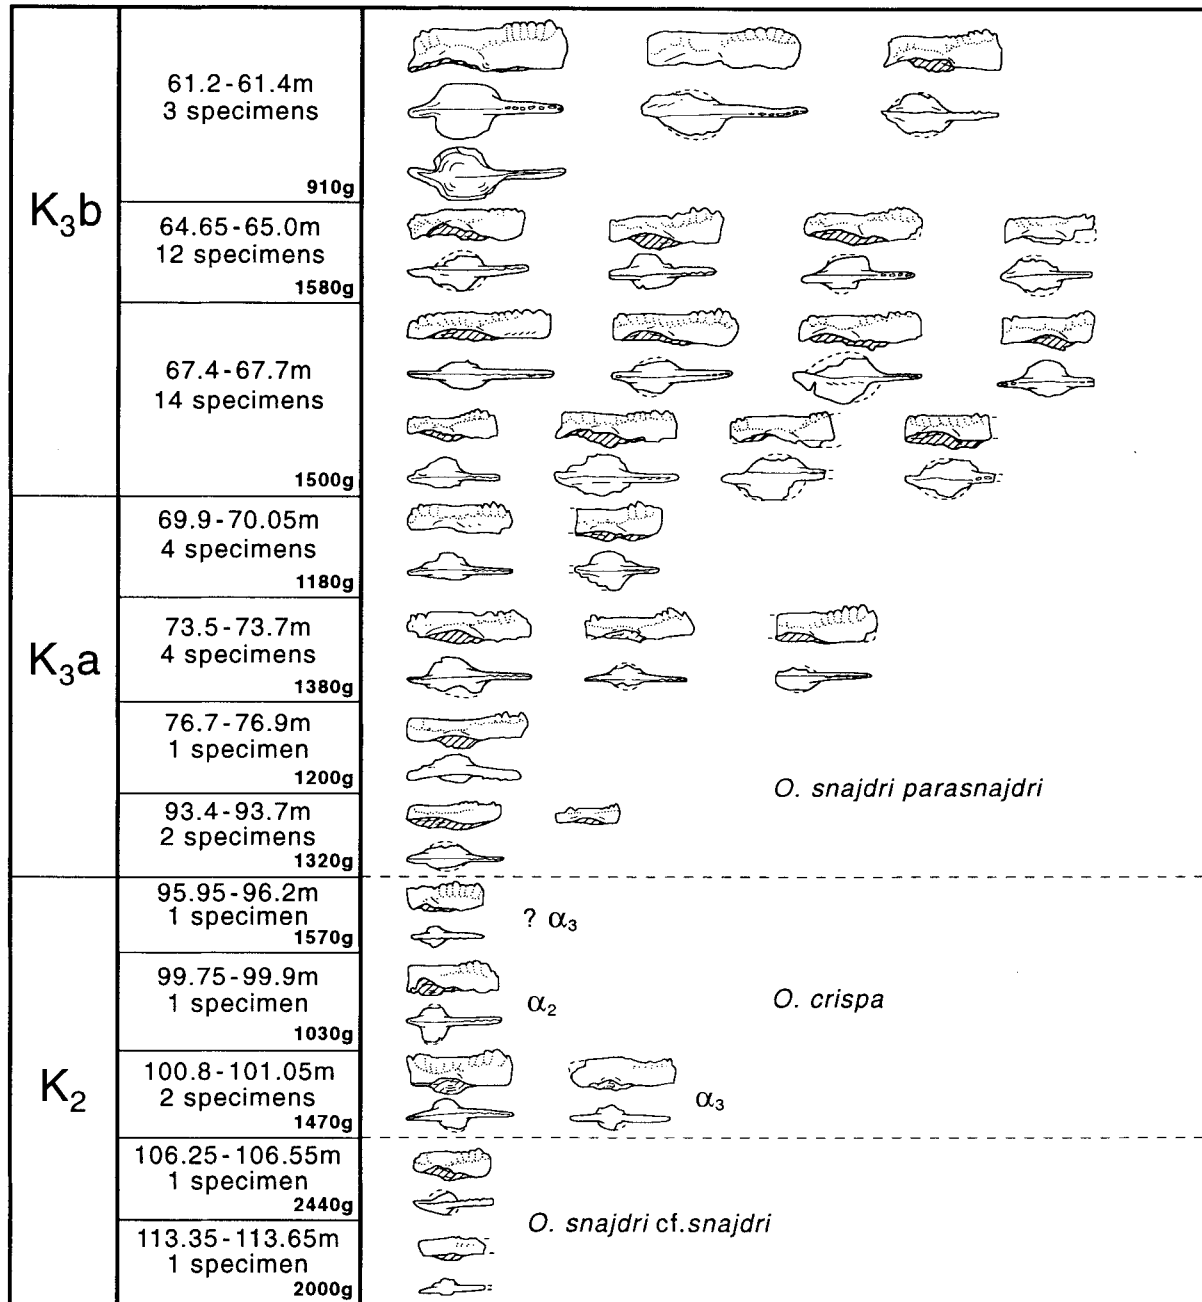 K₃b
61.2-61.4m
3 specimens
910g
64.65-65.0m
12 specimens
1580g
67.4-67.7m
14 specimens
1500g
K₃a
69.9-70.05m
4 specimens
1180g
73.5-73.7m
4 specimens
1380g
76.7-76.9m
1 specimen
1200g
O. snajdri parasnajdri
93.4-93.7m
2 specimens
1320g
K₂
95.95-96.2m
1 specimen
1570g
? α₃
99.75-99.9m
1 specimen
1030g
α₂
O. crispa
100.8-101.05m
2 specimens
1470g
α₃
106.25-106.55m
1 specimen
2440g
O. snajdri cf.snajdri
113.35-113.65m
1 specimen
2000g